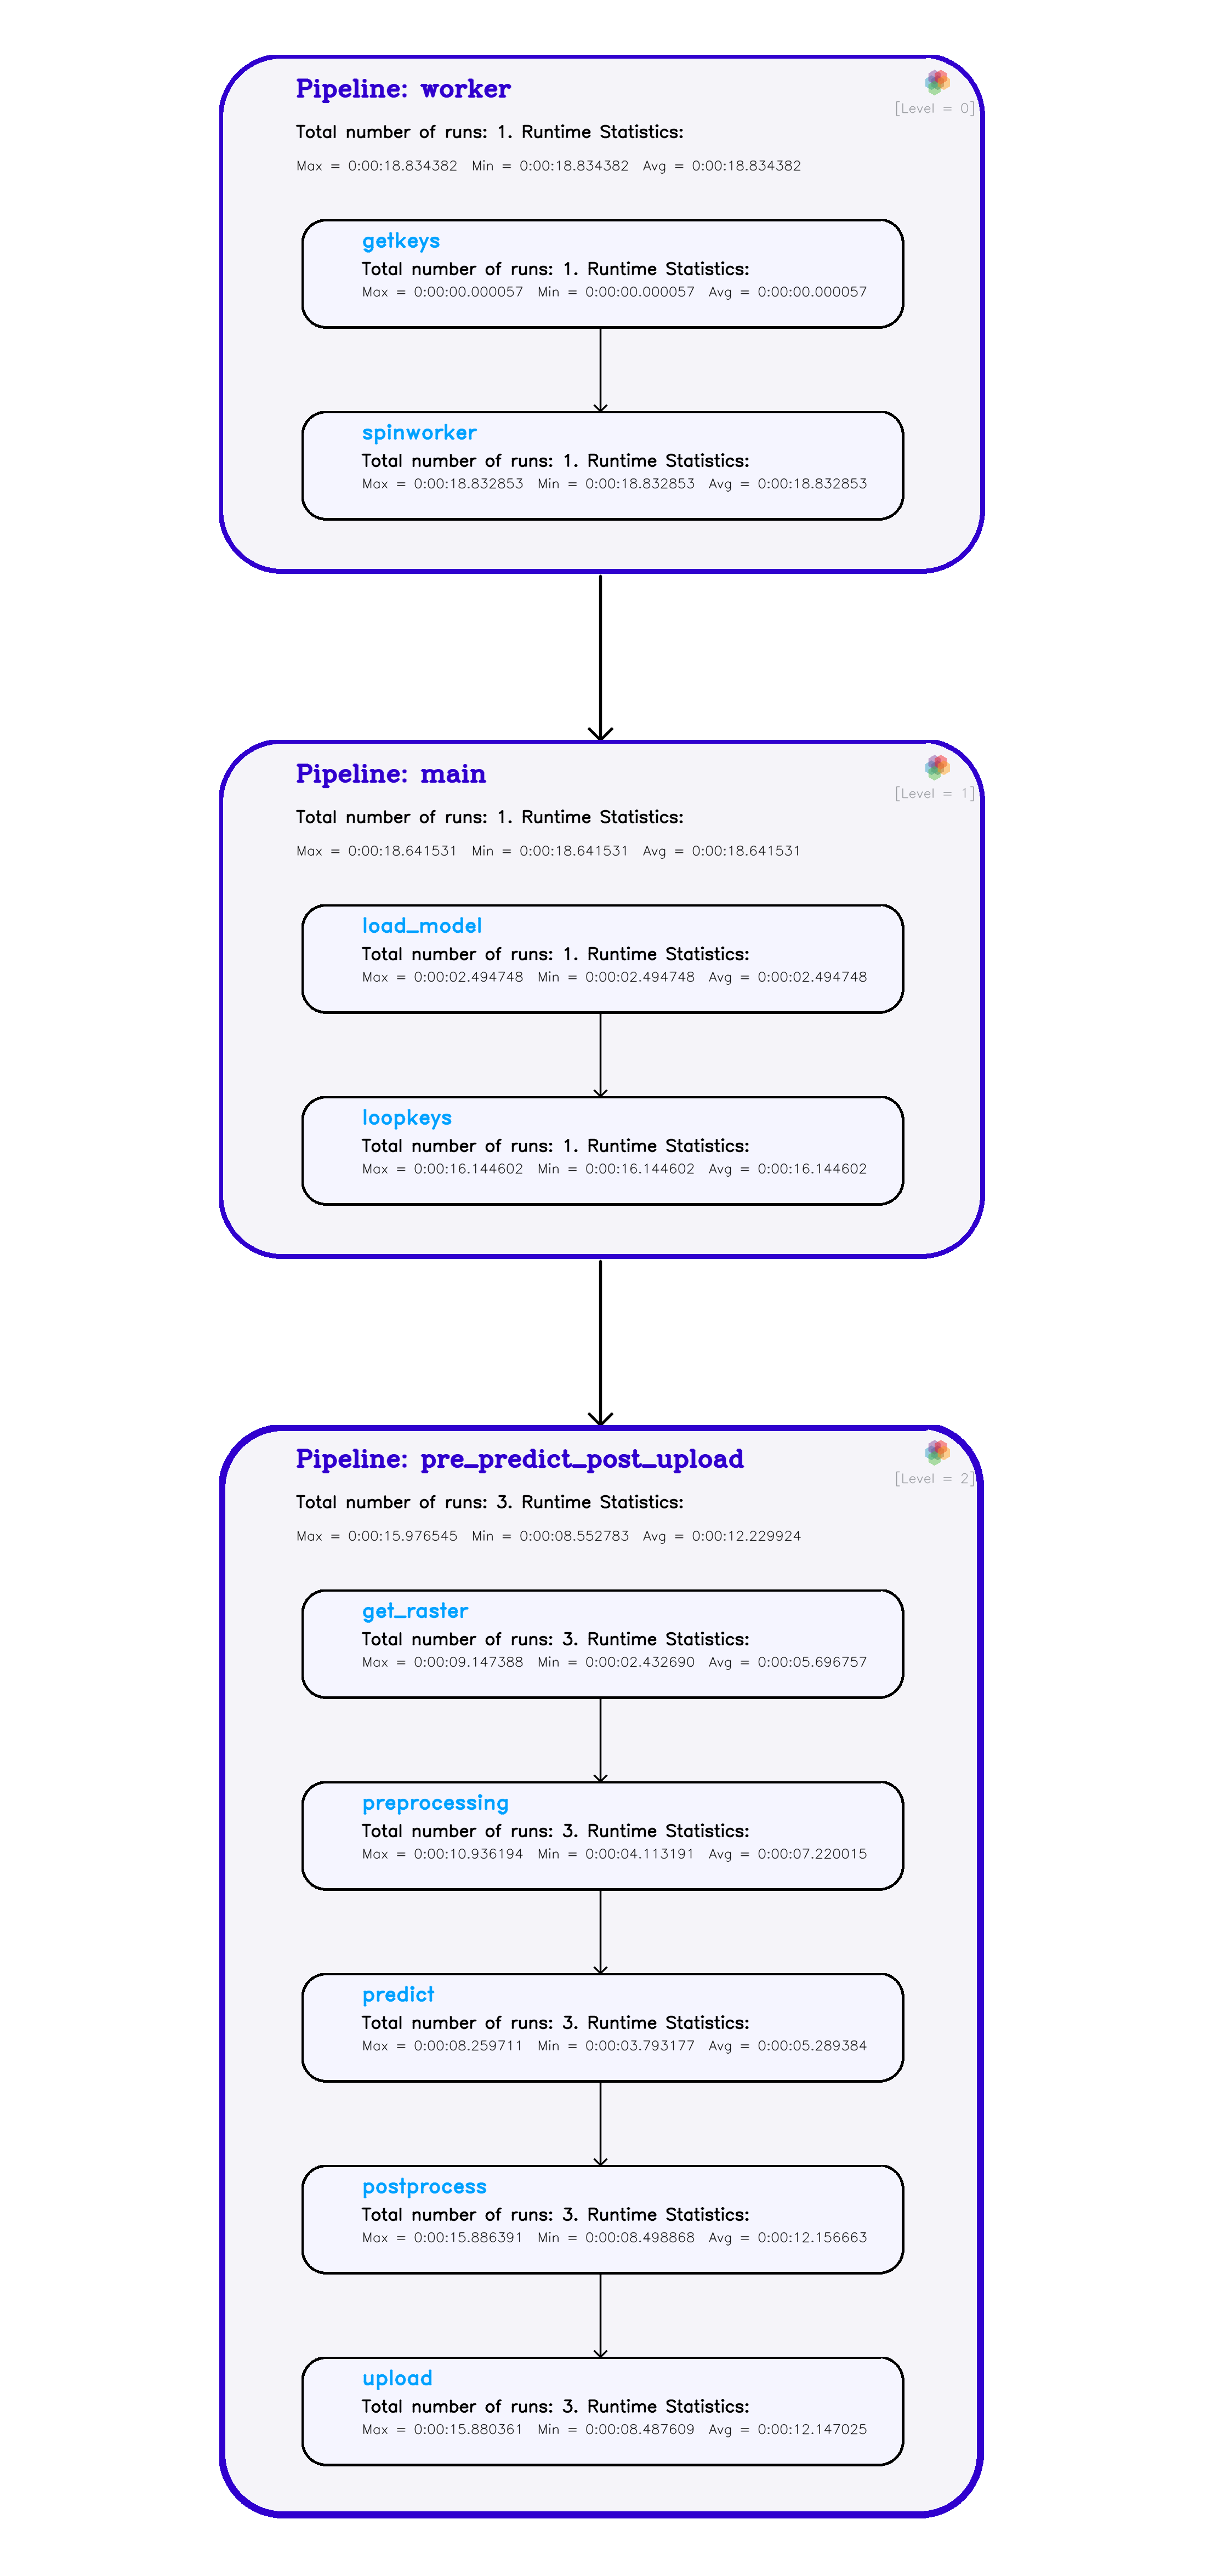 Pipeline: worker
[Level = 0]
Total number of runs: 1. Runtime Statistics:
Max = 0:00:18.834382 Min = 0:00:18.834382 Avg = 0:00:18.834382
getkeys
Total number of runs: 1. Runtime Statistics:
Max = 0:00:00.000057 Min = 0:00:00.000057 Avg = 0:00:00.000057
spinworker
Total number of runs: 1. Runtime Statistics:
Max = 0:00:18.832853 Min = 0:00:18.832853 Avg = 0:00:18.832853
Pipeline: main
[Level = 1]
Total number of runs: 1. Runtime Statistics:
Max = 0:00:18.641531 Min = 0:00:18.641531 Avg = 0:00:18.641531
load_model
Total number of runs: 1. Runtime Statistics:
Max = 0:00:02.494748 Min = 0:00:02.494748 Avg = 0:00:02.494748
loopkeys
Total number of runs: 1. Runtime Statistics:
Max = 0:00:16.144602 Min = 0:00:16.144602 Avg = 0:00:16.144602
Pipeline: pre_predict_post_upload
[Level = 2]
Total number of runs: 3. Runtime Statistics:
Max = 0:00:15.976545 Min = 0:00:08.552783 Avg = 0:00:12.229924
get_raster
Total number of runs: 3. Runtime Statistics:
Max = 0:00:09.147388 Min = 0:00:02.432690 Avg = 0:00:05.696757
preprocessing
Total number of runs: 3. Runtime Statistics:
Max = 0:00:10.936194 Min = 0:00:04.113191 Avg = 0:00:07.220015
predict
Total number of runs: 3. Runtime Statistics:
Max = 0:00:08.259711 Min = 0:00:03.793177 Avg = 0:00:05.289384
postprocess
Total number of runs: 3. Runtime Statistics:
Max = 0:00:15.886391 Min = 0:00:08.498868 Avg = 0:00:12.156663
upload
Total number of runs: 3. Runtime Statistics:
Max = 0:00:15.880361 Min = 0:00:08.487609 Avg = 0:00:12.147025